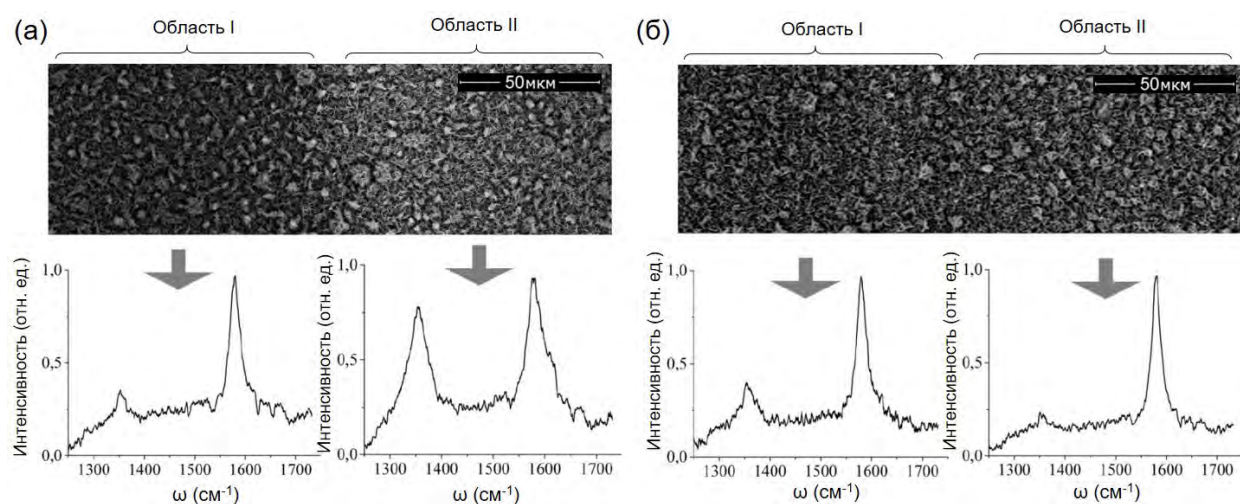 (а)
Область I
Область II
50мкм
(б)
Область I
Область II
50мкм
Интенсивность (отн. ед.)
1,0
0,5
0,0
1300 1400 1500 1600 1700
ω (см⁻¹)
Интенсивность (отн. ед.)
1,0
0,5
0,0
1300 1400 1500 1600 1700
ω (см⁻¹)
Интенсивность (отн. ед.)
1,0
0,5
0,0
1300 1400 1500 1600 1700
ω (см⁻¹)
Интенсивность (отн. ед.)
1,0
0,5
0,0
1300 1400 1500 1600 1700
ω (см⁻¹)